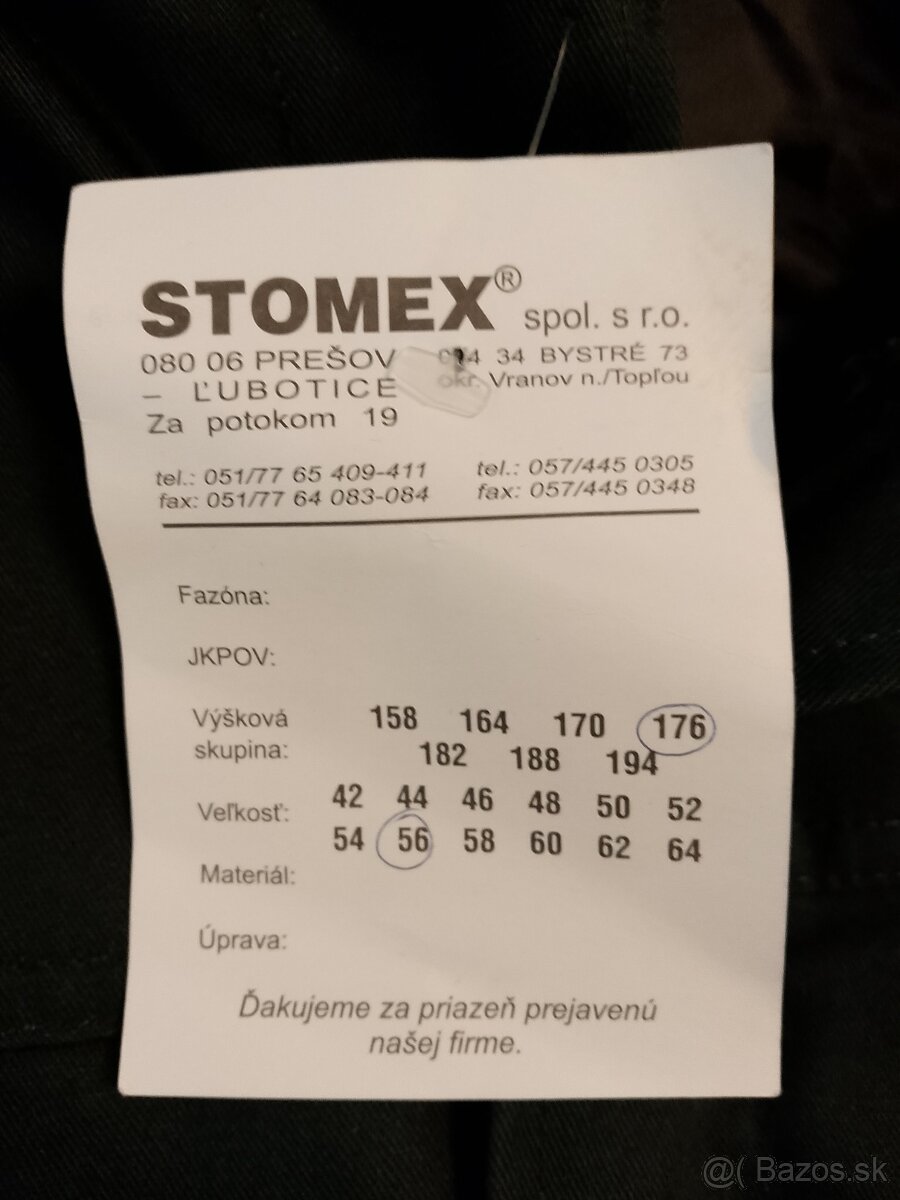 STOMEX® spol. s r.o.
080 06 PREŠOV
– ĽUBOTICE
Za potokom 19
34 BYSTRÉ 73
okr. Vranov n./Topľou
tel.: 051/77 65 409-411
fax: 051/77 64 083-084
tel.: 057/445 0305
fax: 057/445 0348
Fazóna:
JKPOV:
Výšková
skupina:
158 164 170 176
182 188 194
Veľkosť:
42 44 46 48 50 52
54 56 58 60 62 64
Materiál:
Úprava:
Ďakujeme za priazeň prejavenú
našej firme.
@( Bazos.sk